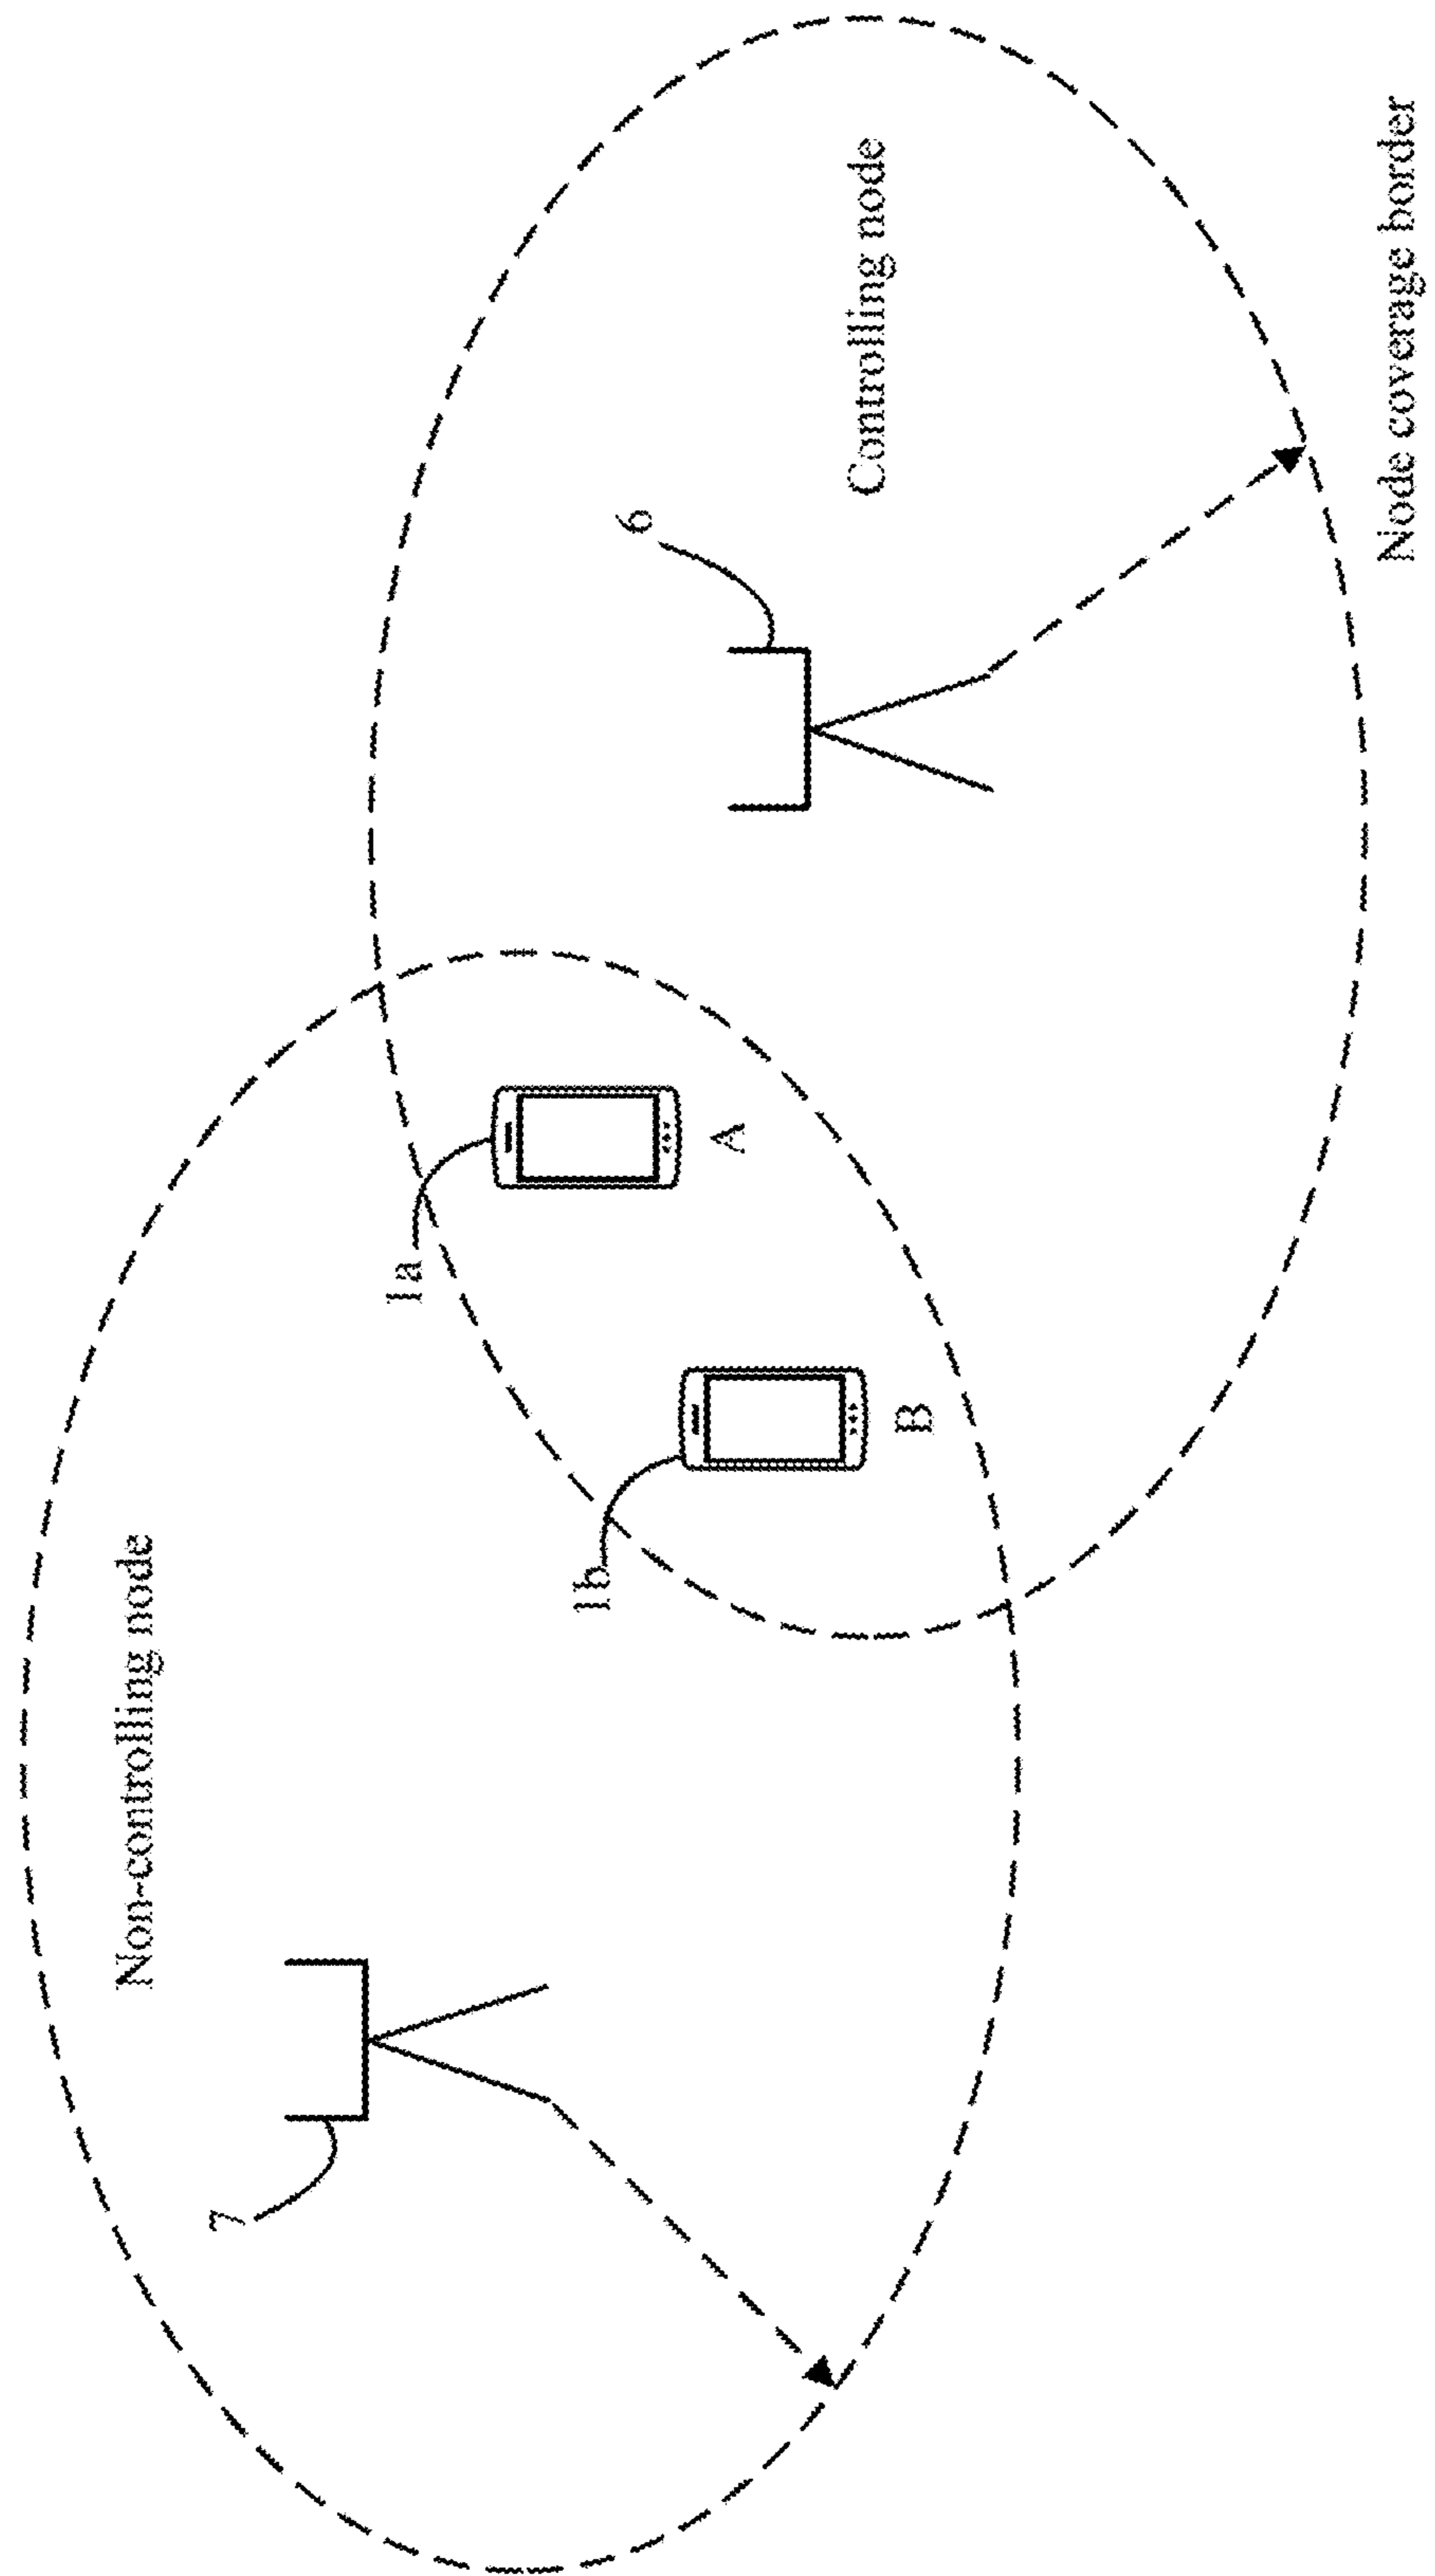 Non-controlling node
7
1a
1b
A
B
6
Controlling node
Node coverage border